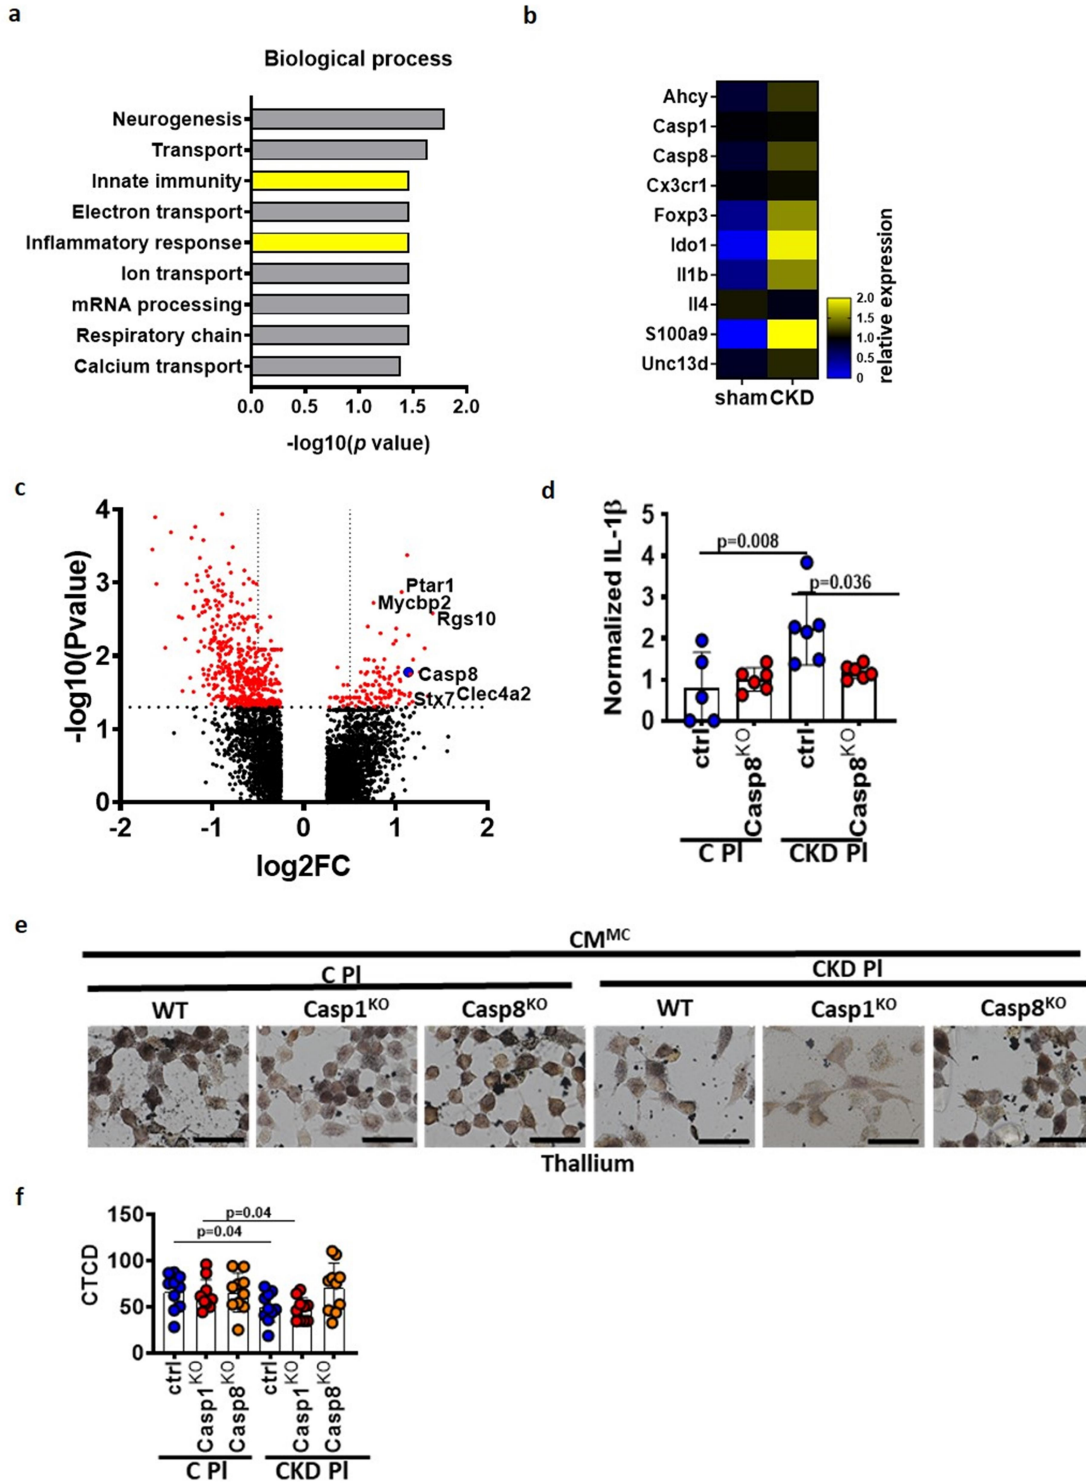 a
Biological process
Neurogenesis
Transport
Innate immunity
Electron transport
Inflammatory response
Ion transport
mRNA processing
Respiratory chain
Calcium transport
0.0 0.5 1.0 1.5 2.0
-log10(p value)
b
Ahcy
Casp1
Casp8
Cx3cr1
Foxp3
Ido1
Il1b
Il4
S100a9
Unc13d
sham CKD
2.0
1.5
1.0
0.5
0
relative expression
c
4
3
2
1
0
-log10(Pvalue)
Ptar1
Mycbp2
Rgs10
Casp8
Clec4a2
Stx7
-2 -1 0 1 2
log2FC
d
Normalized IL-1β
5
4
3
2
1
0
p=0.008
p=0.036
ctrl Casp8KO ctrl Casp8KO
C Pl CKD Pl
e
CMMC
C Pl CKD Pl
WT Casp1KO Casp8KO WT Casp1KO Casp8KO
Thallium
f
CTCD
150
100
50
0
p=0.04
p=0.04
ctrl Casp1KO Casp8KO ctrl Casp1KO Casp8KO
C Pl CKD Pl